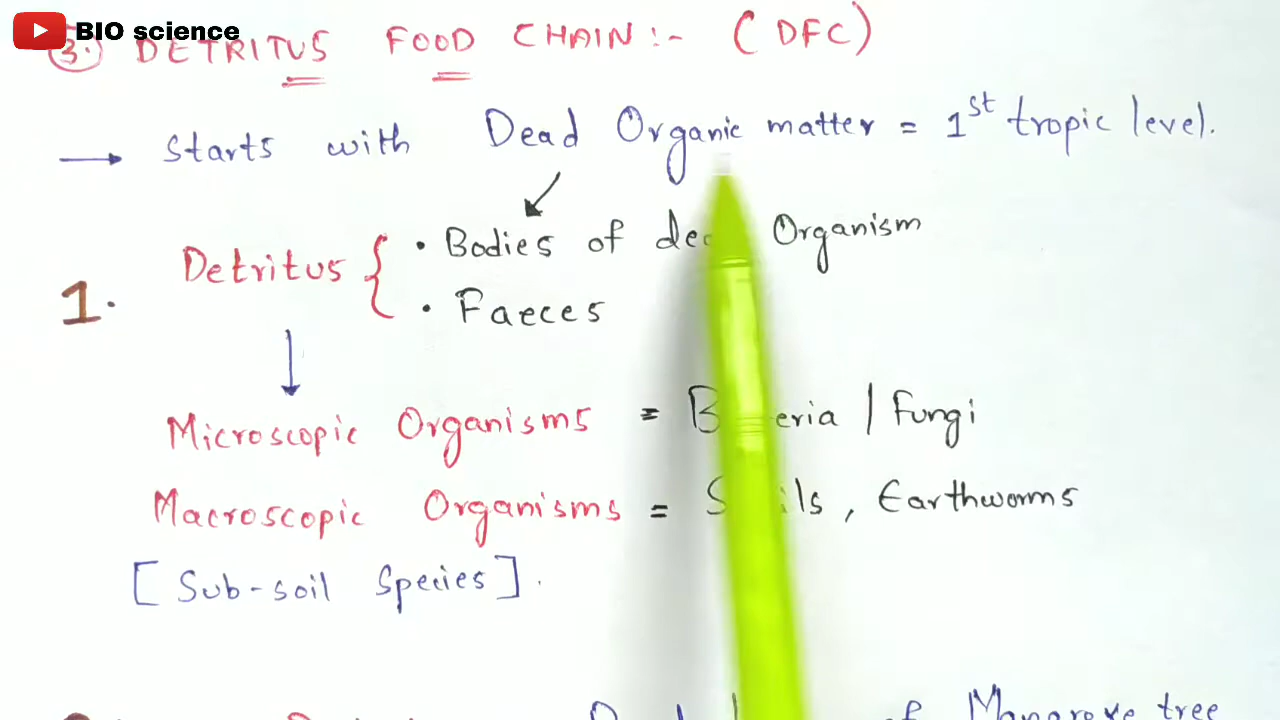 BIO science
3. DETRITUS FOOD CHAIN:- (DFC)
→ Starts with Dead Organic matter = 1st tropic level.
Detritus { • Bodies of Organism
1. • Faeces
Microscopic Organisms = / Fungi
Macroscopic Organisms = , Earthworms
[Sub-soil Species].
of Mangrove tree